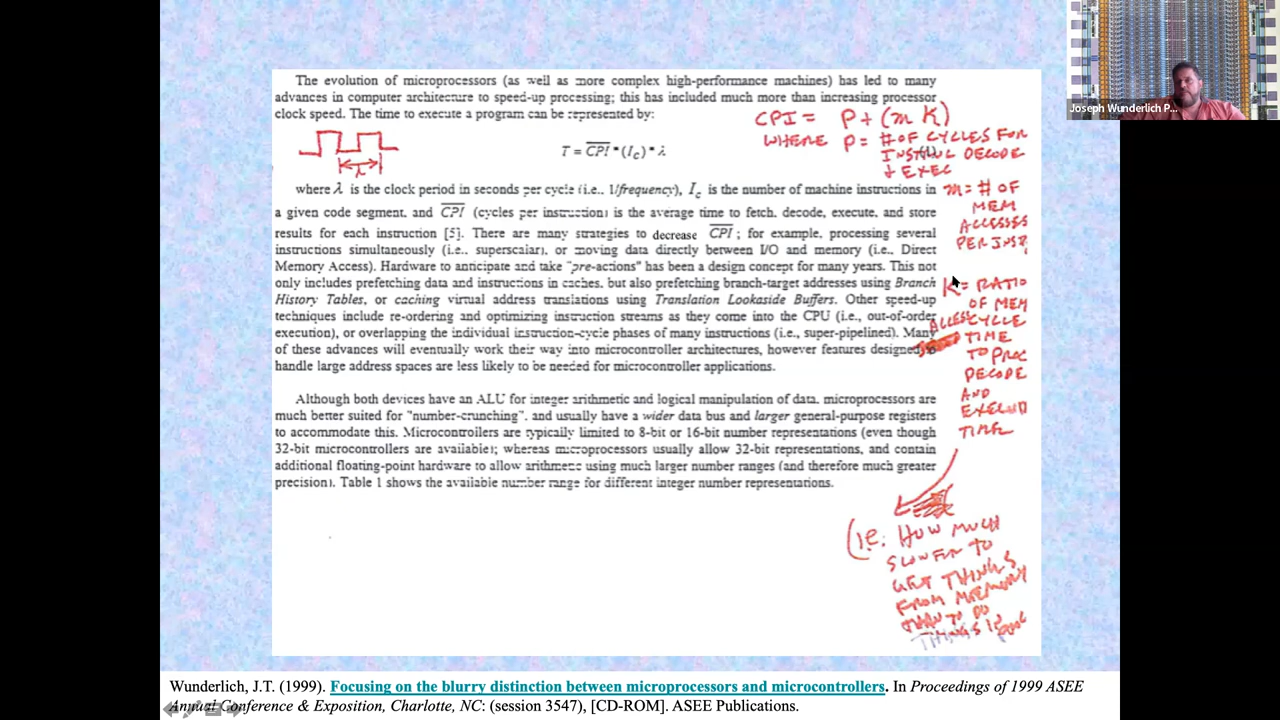 Joseph Wunderlich P...
The evolution of microprocessors (as well as more complex high-performance machines) has led to many
advances in computer architecture to speed-up processing; this has included much more than increasing processor
clock speed. The time to execute a program can be represented by:
CPI = P + (m K)
WHERE P = # OF CYCLES FOR
INSTR DECODE
+ EXEC
λ
T = CPI * (Ic) * λ (1)
where λ is the clock period in seconds per cycle (i.e., 1/frequency), Ic is the number of machine instructions in
a given code segment, and CPI (cycles per instruction) is the average time to fetch, decode, execute, and store
results for each instruction [5]. There are many strategies to decrease CPI; for example, processing several
instructions simultaneously (i.e., superscalar), or moving data directly between I/O and memory (i.e., Direct
Memory Access). Hardware to anticipate and take "pre-actions" has been a design concept for many years. This not
only includes prefetching data and instructions in caches, but also prefetching branch-target addresses using Branch
History Tables, or caching virtual address translations using Translation Lookaside Buffers. Other speed-up
techniques include re-ordering and optimizing instruction streams as they come into the CPU (i.e., out-of-order
execution), or overlapping the individual instruction-cycle phases of many instructions (i.e., super-pipelined). Many
of these advances will eventually work their way into microcontroller architectures, however features designed to
handle large address spaces are less likely to be needed for microcontroller applications.
m = # OF
MEM
ACCESSES
PER INSTR
K = RATIO
OF MEM
ACCESS CYCLE
TIME
TO PROC
DECODE
AND
TIME
Although both devices have an ALU for integer arithmetic and logical manipulation of data, microprocessors are
much better suited for "number-crunching", and usually have a wider data bus and larger general-purpose registers
to accommodate this. Microcontrollers are typically limited to 8-bit or 16-bit number representations (even though
32-bit microcontrollers are available); whereas microprocessors usually allow 32-bit representations, and contain
additional floating-point hardware to allow arithmetic using much larger number ranges (and therefore much greater
precision). Table 1 shows the available number range for different integer number representations.
(i.e. HOW MUCH
SLOWER TO
GET THINGS
FROM MEMORY
THAN TO DO
THINGS IN
Wunderlich, J.T. (1999). Focusing on the blurry distinction between microprocessors and microcontrollers. In Proceedings of 1999 ASEE
Annual Conference & Exposition, Charlotte, NC: (session 3547), [CD-ROM]. ASEE Publications.